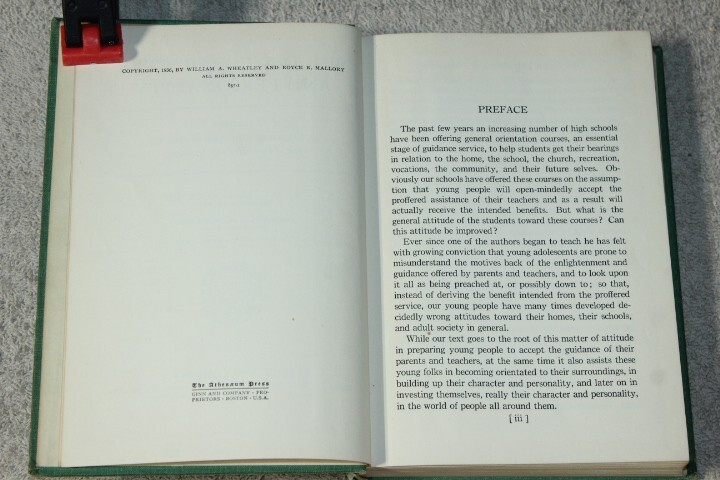 COPYRIGHT, 1936, BY WILLIAM A. WHEATLEY AND ROYCE R. MALLORY
ALL RIGHTS RESERVED
The Athenæum Press
GINN AND COMPANY · PRO-
PRIETORS · BOSTON · U.S.A.
PREFACE
The past few years an increasing number of high schools
have been offering general orientation courses, an essential
stage of guidance service, to help students get their bearings
in relation to the home, the school, the church, recreation,
vocations, the community, and their future selves. Ob-
viously our schools have offered these courses on the assump-
tion that young people will open-mindedly accept the
proffered assistance of their teachers and as a result will
actually receive the intended benefits. But what is the
general attitude of the students toward these courses? Can
this attitude be improved?
Ever since one of the authors began to teach he has felt
with growing conviction that young adolescents are prone to
misunderstand the motives back of the enlightenment and
guidance offered by parents and teachers, and to look upon
it all as being preached at, or possibly down to; so that,
instead of deriving the benefit intended from the proffered
service, our young people have many times developed de-
cidedly wrong attitudes toward their homes, their schools,
and adult society in general.
While our text goes to the root of this matter of attitude
in preparing young people to accept the guidance of their
parents and teachers, at the same time it also assists these
young folks in becoming orientated to their surroundings, in
building up their character and personality, and later on in
investing themselves, really their character and personality,
in the world of people all around them.
[ iii ]